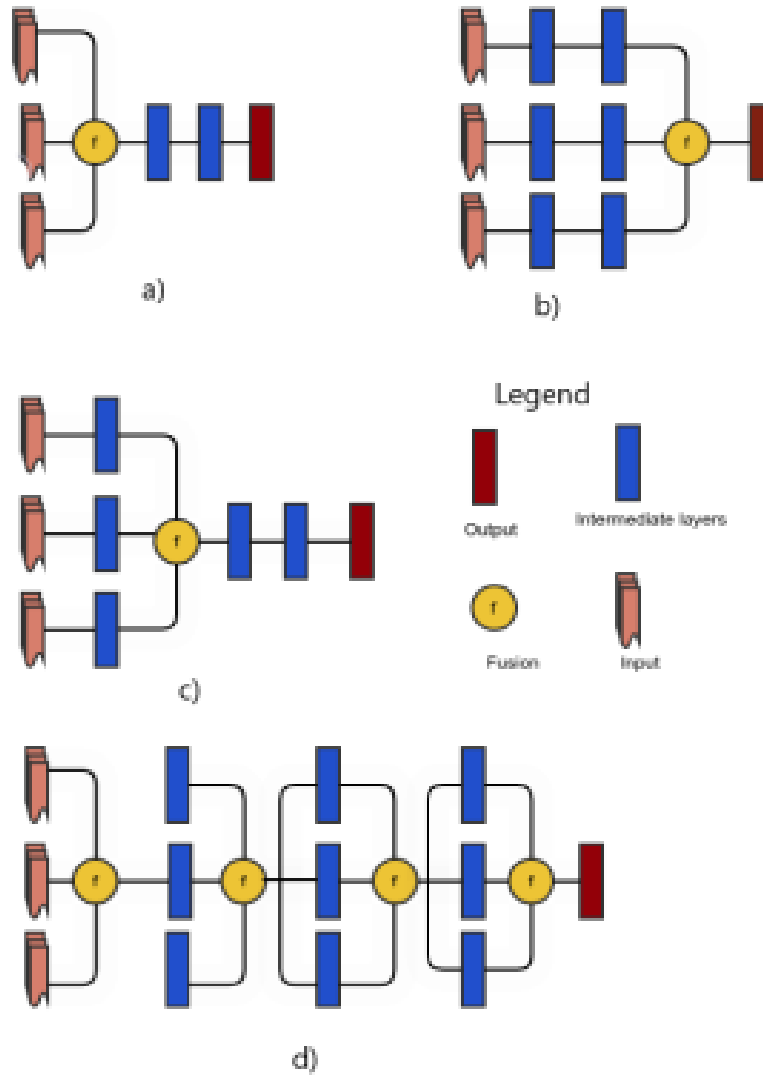 f
f
a)
b)
Legend
f
Output
Intermediate layers
f
Fusion
Input
c)
f
f
f
f
d)